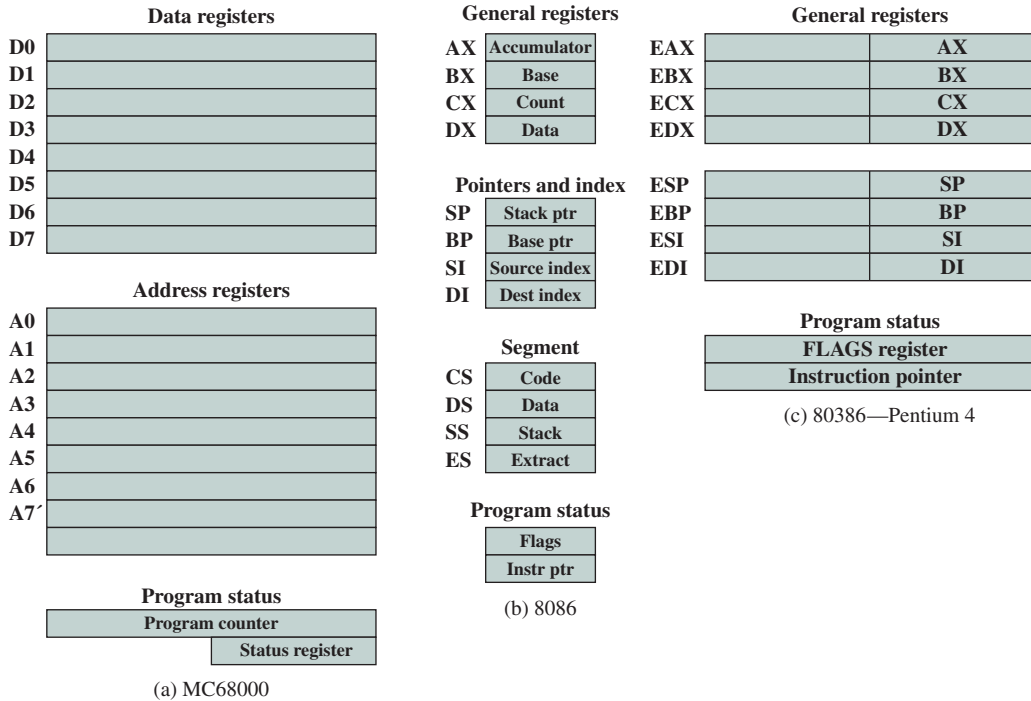 Data registers
D0
D1
D2
D3
D4
D5
D6
D7
Address registers
A0
A1
A2
A3
A4
A5
A6
A7´
Program status
Program counter
Status register
(a) MC68000
General registers
AX Accumulator
BX Base
CX Count
DX Data
Pointers and index
SP Stack ptr
BP Base ptr
SI Source index
DI Dest index
Segment
CS Code
DS Data
SS Stack
ES Extract
Program status
Flags
Instr ptr
(b) 8086
General registers
EAX AX
EBX BX
ECX CX
EDX DX
ESP SP
EBP BP
ESI SI
EDI DI
Program status
FLAGS register
Instruction pointer
(c) 80386—Pentium 4